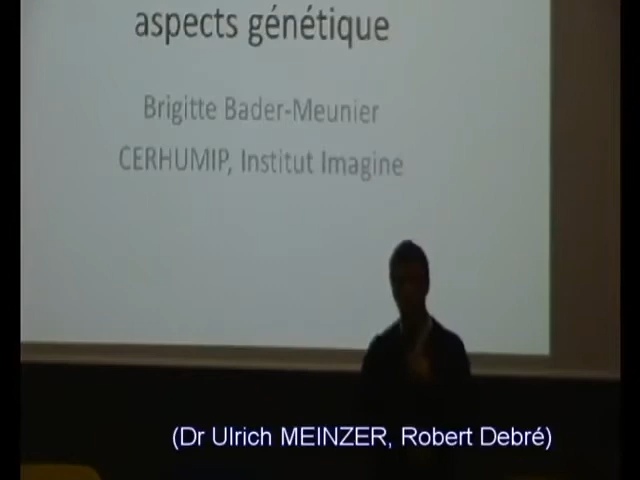 aspects génétique
Brigitte Bader-Meunier
CERHUMIP, Institut Imagine
(Dr Ulrich MEINZER, Robert Debré)